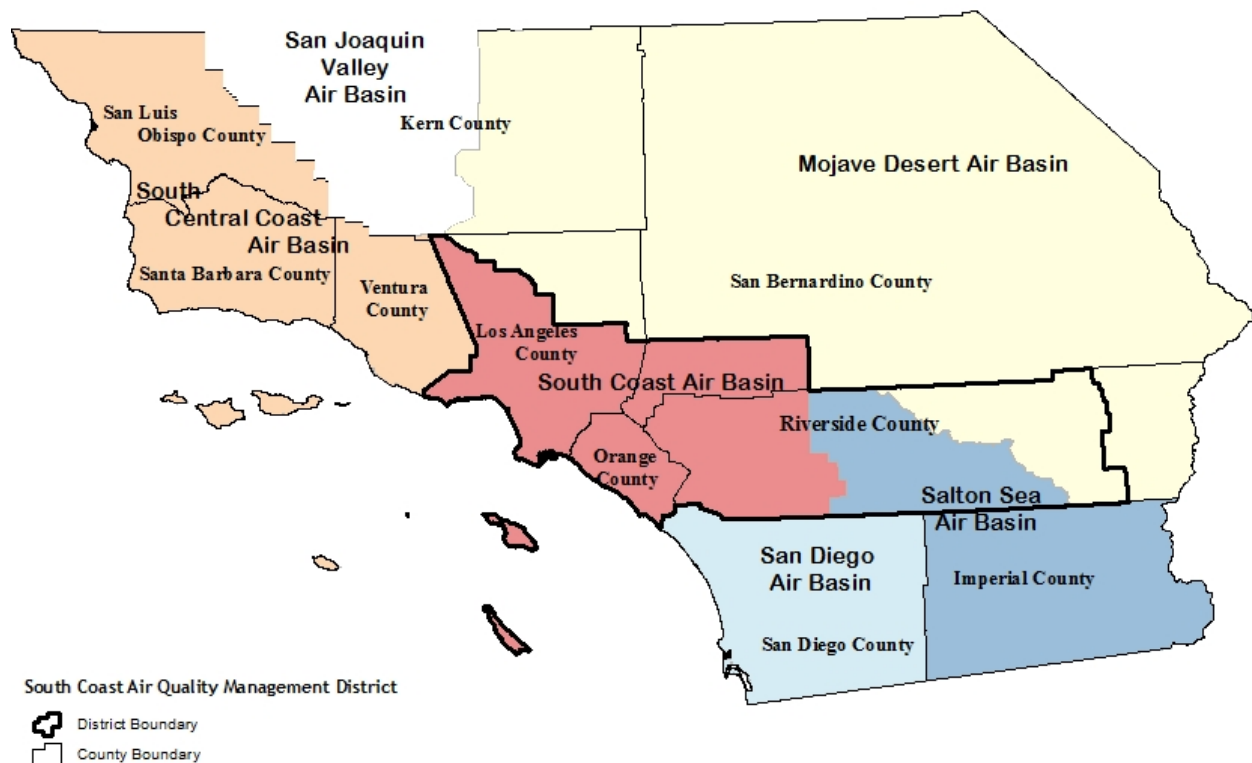 San Joaquin
Valley
Air Basin
Kern County
San Luis
Obispo County
South
Central Coast
Air Basin
Santa Barbara County
Ventura
County
Mojave Desert Air Basin
San Bernardino County
Los Angeles
County
South Coast Air Basin
Riverside County
Orange
County
Salton Sea
Air Basin
San Diego
Air Basin
Imperial County
San Diego County
South Coast Air Quality Management District
District Boundary
County Boundary